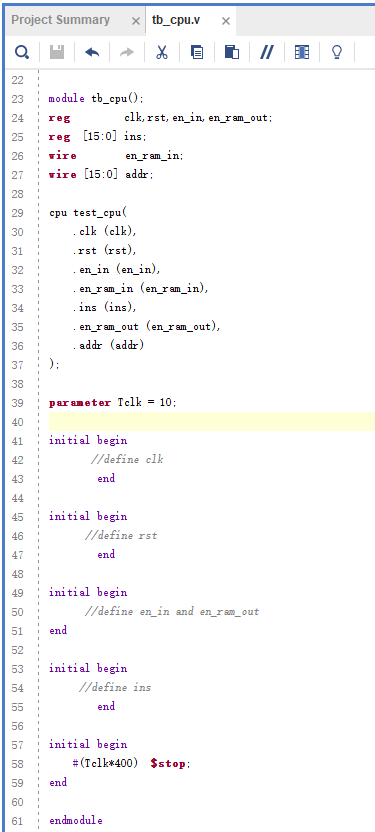 Project Summary × tb_cpu.v ×
22
23 module tb_cpu();
24 reg clk,rst,en_in,en_ram_out;
25 reg [15:0] ins;
26 wire en_ram_in;
27 wire [15:0] addr;
28
29 cpu test_cpu(
30 .clk (clk),
31 .rst (rst),
32 .en_in (en_in),
33 .en_ram_in (en_ram_in),
34 .ins (ins),
35 .en_ram_out (en_ram_out),
36 .addr (addr)
37 );
38
39 parameter Tclk = 10;
40
41 initial begin
42 //define clk
43 end
44
45 initial begin
46 //define rst
47 end
48
49 initial begin
50 //define en_in and en_ram_out
51 end
52
53 initial begin
54 //define ins
55 end
56
57 initial begin
58 #(Tclk*400) $stop;
59 end
60
61 endmodule